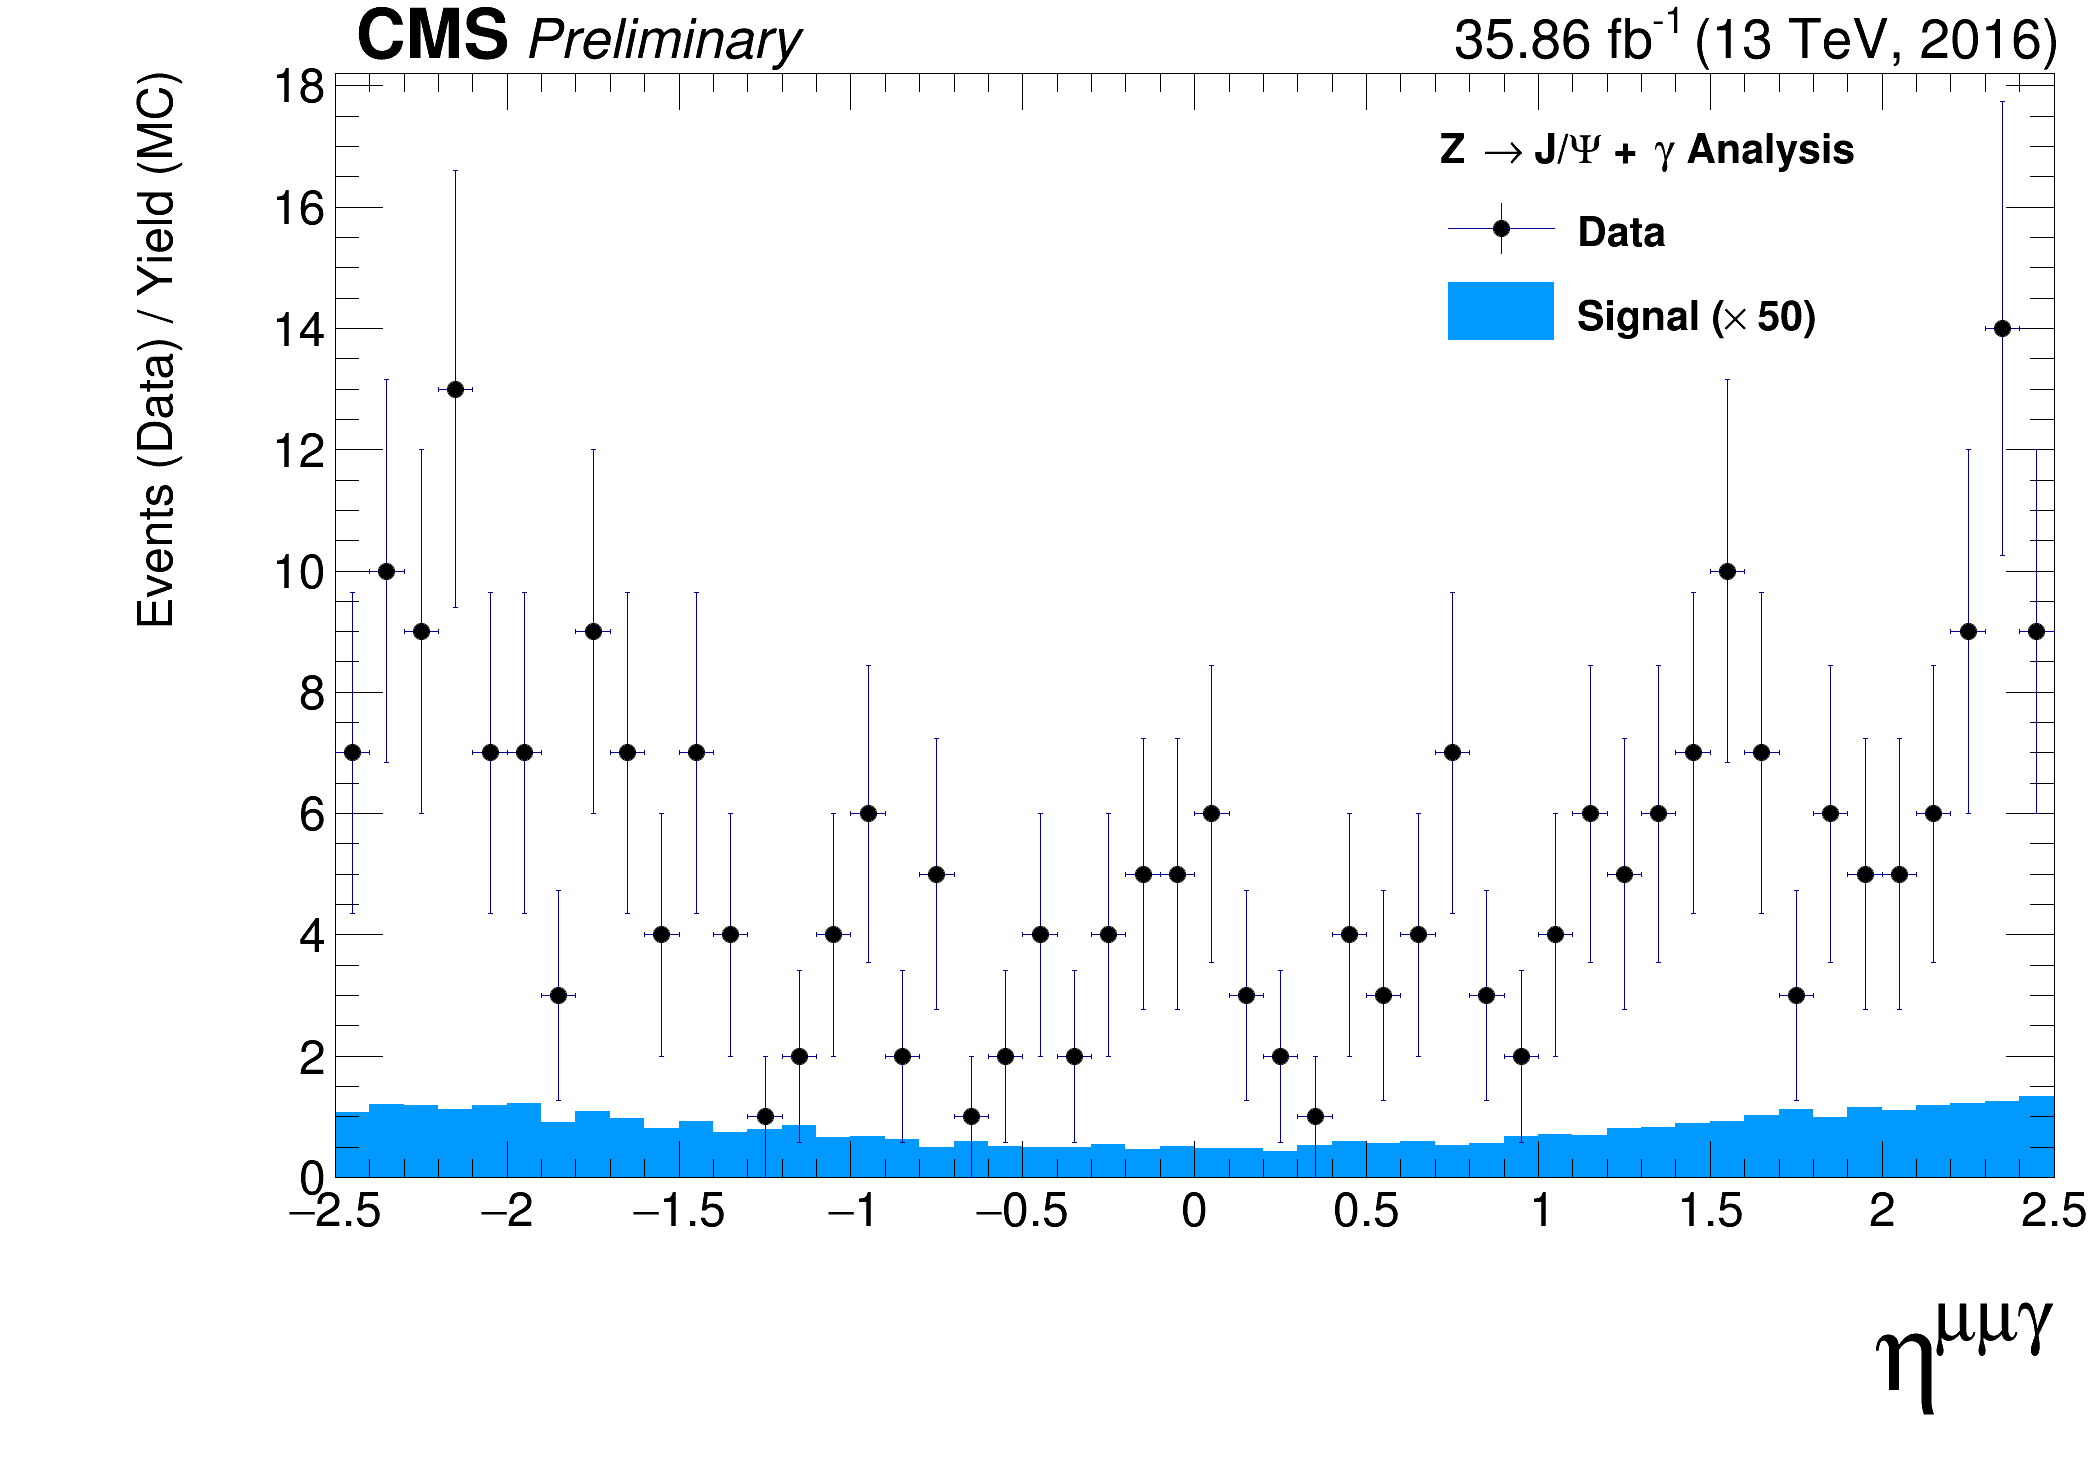 CMS Preliminary 35.86 fb⁻¹ (13 TeV, 2016)
Events (Data) / Yield (MC)
Z → J/Ψ + γ Analysis
Data
Signal (× 50)
18
16
14
12
10
8
6
4
2
0
−2.5 −2 −1.5 −1 −0.5 0 0.5 1 1.5 2 2.5
η^μμγ